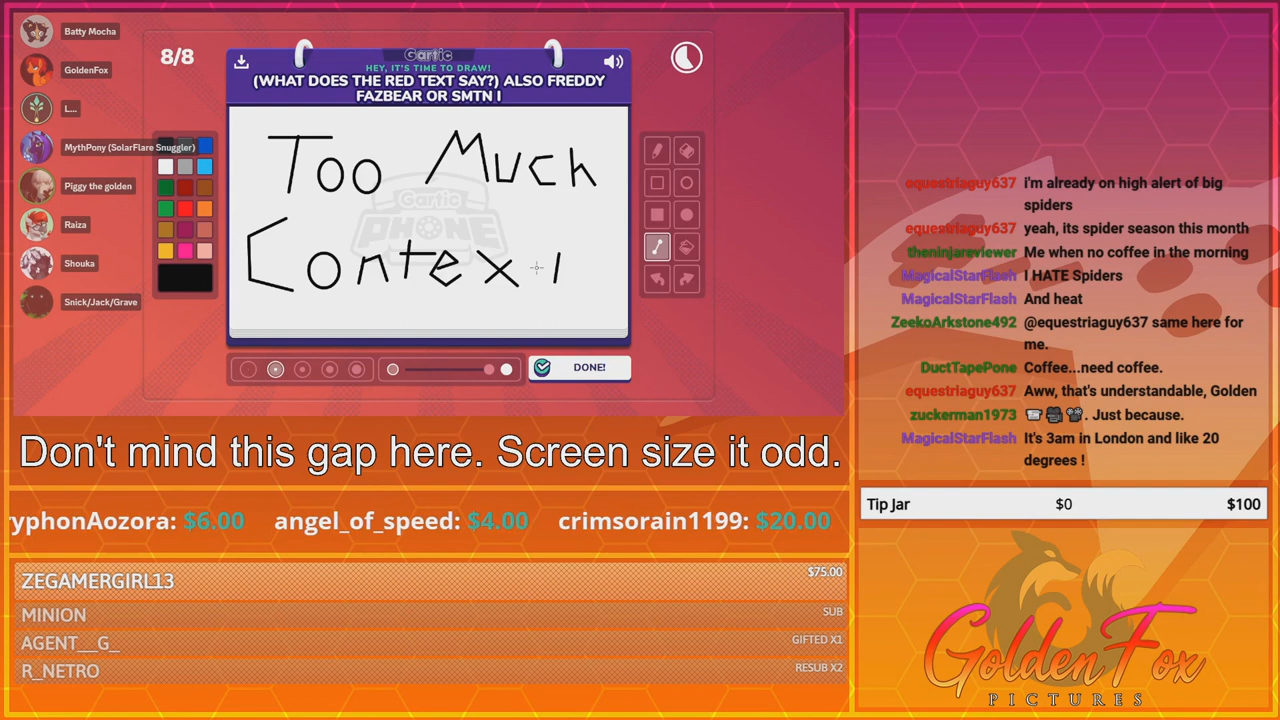 Batty Mocha
GoldenFox
L...
MythPony (SolarFlare Snuggler)
Piggy the golden
Raiza
Shouka
Snick/Jack/Grave
8/8
Gartic
HEY, IT'S TIME TO DRAW!
(WHAT DOES THE RED TEXT SAY?) ALSO FREDDY
FAZBEAR OR SMTN I
Too Much
Gartic
PHONE
Contex
DONE!
Don't mind this gap here. Screen size it odd.
ryphonAozora: $6.00 angel_of_speed: $4.00 crimsorain1199: $20.00
ZEGAMERGIRL13 $75.00
MINION SUB
AGENT__G_ GIFTED X1
R_NETRO RESUB X2
equestriaguy637 i'm already on high alert of big
spiders
equestriaguy637 yeah, its spider season this month
theninjareviewer Me when no coffee in the morning
MagicalStarFlash I HATE Spiders
MagicalStarFlash And heat
ZeekoArkstone492 @equestriaguy637 same here for
me.
DuctTapePone Coffee...need coffee.
equestriaguy637 Aww, that's understandable, Golden
zuckerman1973 . Just because.
MagicalStarFlash It's 3am in London and like 20
degrees !
Tip Jar $0 $100
GoldenFox
PICTURES